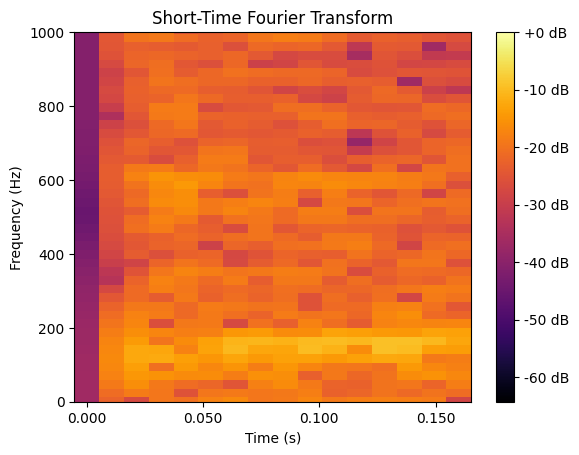 Short-Time Fourier Transform
1000
800
600
400
200
0
Frequency (Hz)
0.000
0.050
0.100
0.150
Time (s)
+0 dB
-10 dB
-20 dB
-30 dB
-40 dB
-50 dB
-60 dB